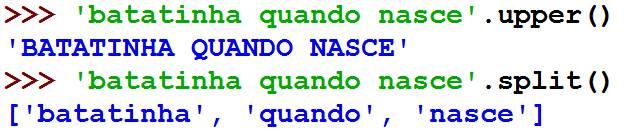 >>> 'batatinha quando nasce'.upper()
'BATATINHA QUANDO NASCE'
>>> 'batatinha quando nasce'.split()
['batatinha', 'quando', 'nasce']